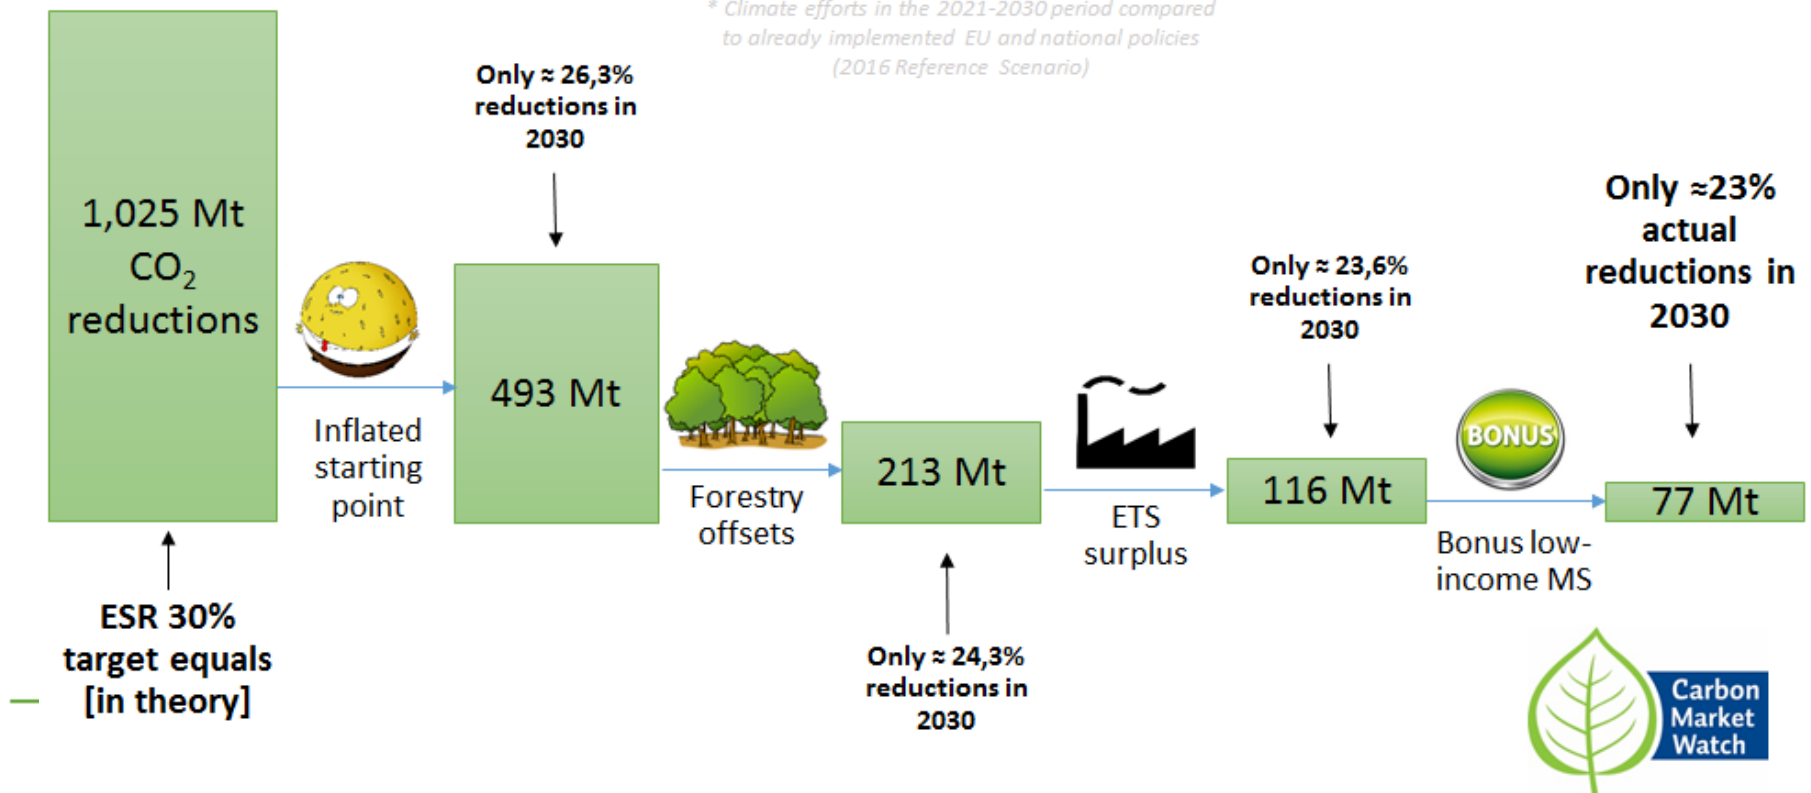 * Climate efforts in the 2021-2030 period compared
to already implemented EU and national policies
(2016 Reference Scenario)
1,025 Mt
CO₂
reductions
ESR 30%
target equals
[in theory]
Inflated
starting
point
Only ≈ 26,3%
reductions in
2030
493 Mt
Forestry
offsets
213 Mt
Only ≈ 24,3%
reductions in
2030
ETS
surplus
Only ≈ 23,6%
reductions in
2030
116 Mt
BONUS
Bonus low-
income MS
Only ≈23%
actual
reductions in
2030
77 Mt
Carbon
Market
Watch